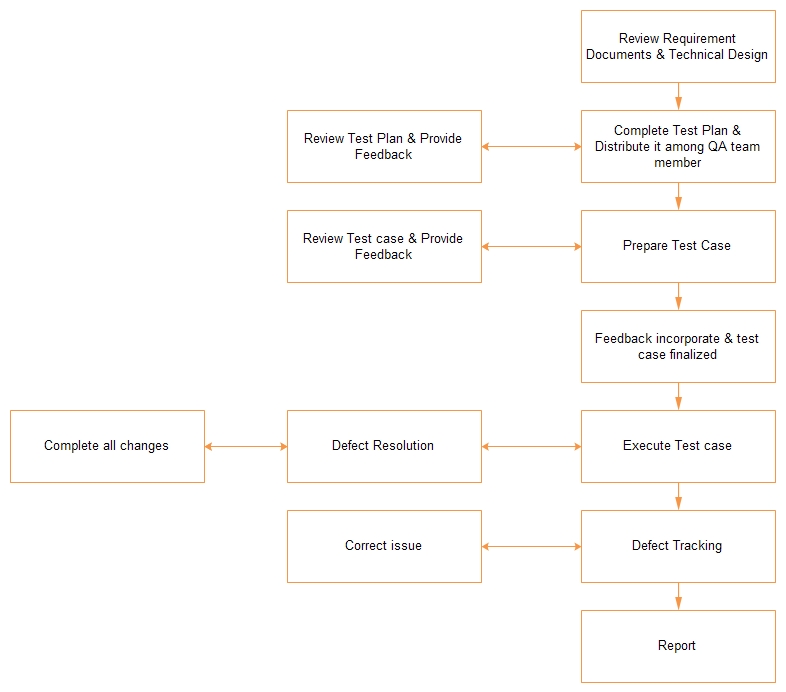 Review Requirement
Documents & Technical Design
Review Test Plan & Provide
Feedback
Complete Test Plan &
Distribute it among QA team
member
Review Test case & Provide
Feedback
Prepare Test Case
Feedback incorporate & test
case finalized
Complete all changes
Defect Resolution
Execute Test case
Correct issue
Defect Tracking
Report